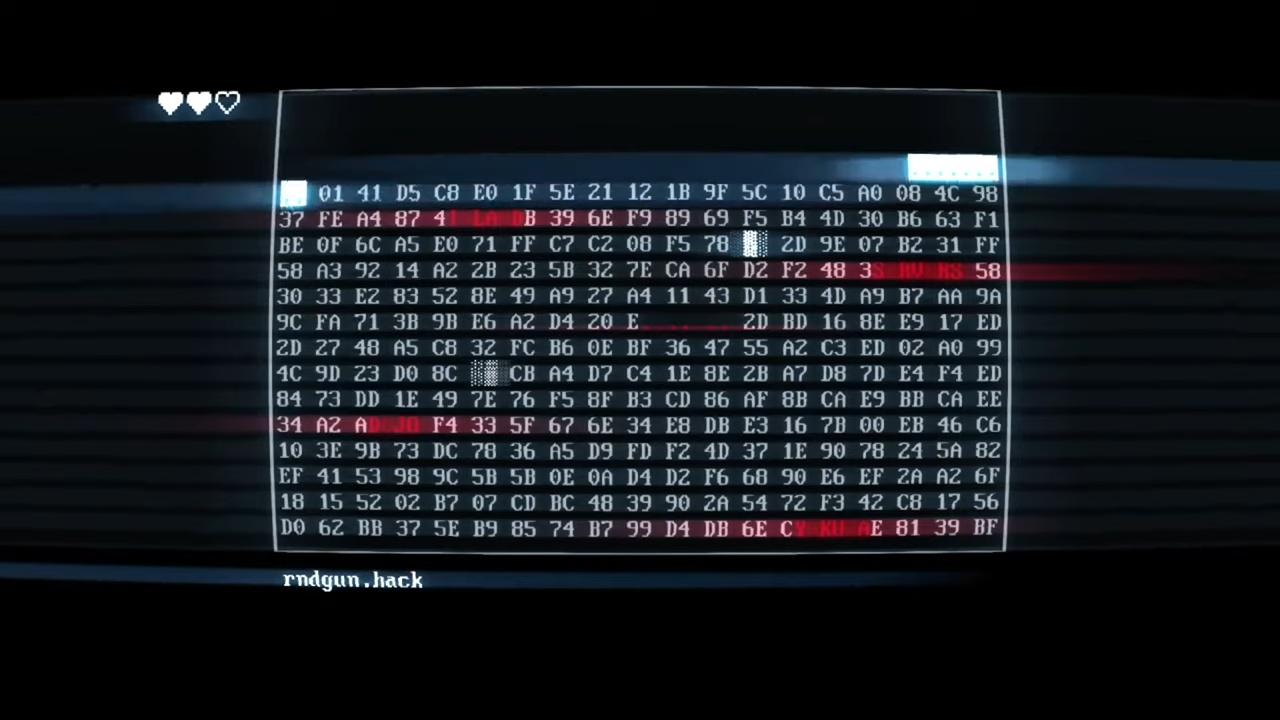 01 41 D5 C8 E0 1F 5E 21 12 1B 9F 5C 10 C5 A0 08 4C 98
37 FE A4 87 4 B 39 6E F9 89 69 F5 B4 4D 30 B6 63 F1
BE 0F 6C A5 E0 71 FF C7 C2 08 F5 78 2D 9E 07 B2 31 FF
58 A3 92 14 A2 2B 23 5B 32 7E CA 6F D2 F2 48 3 58
30 33 E2 83 52 8E 49 A9 27 A4 11 43 D1 33 4D A9 B7 AA 9A
9C FA 71 3B 9B E6 A2 D4 20 E 2D BD 16 8E E9 17 ED
2D 27 48 A5 C8 32 FC B6 0E BF 36 47 55 A2 C3 ED 02 A0 99
4C 9D 23 D0 8C CB A4 D7 C4 1E 8E 2B A7 D8 7D E4 F4 ED
84 73 DD 1E 49 7E 76 F5 8F B3 CD 86 AF 8B CA E9 BB CA EE
34 A2 A F4 33 5F 67 6E 34 E8 DB E3 16 7B 00 EB 46 C6
10 3E 9B 73 DC 78 36 A5 D9 FD F2 4D 37 1E 90 78 24 5A 82
EF 41 53 98 9C 5B 5B 0E 0A D4 D2 F6 68 90 E6 EF 2A A2 6F
18 15 52 02 B7 07 CD BC 48 39 90 2A 54 72 F3 42 C8 17 56
D0 62 BB 37 5E B9 85 74 B7 99 D4 DB 6E C E 81 39 BF
rndgun.hack